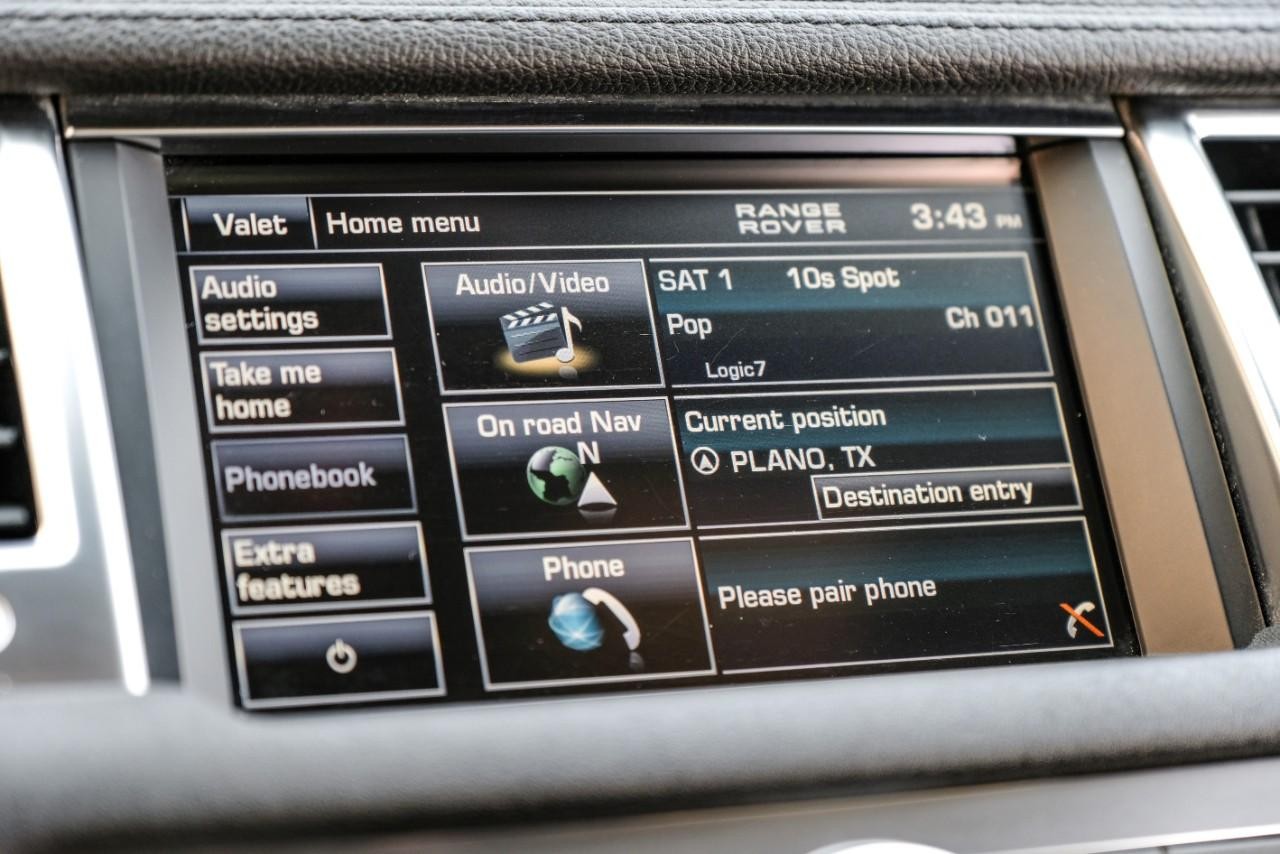 Valet
Home menu
RANGE
ROVER
3:43 PM
Audio
settings
Take me
home
Phonebook
Extra
features
Audio/Video
SAT 1
10s Spot
Pop
Ch 011
Logic7
On road Nav
N
Current position
PLANO, TX
Destination entry
Phone
Please pair phone